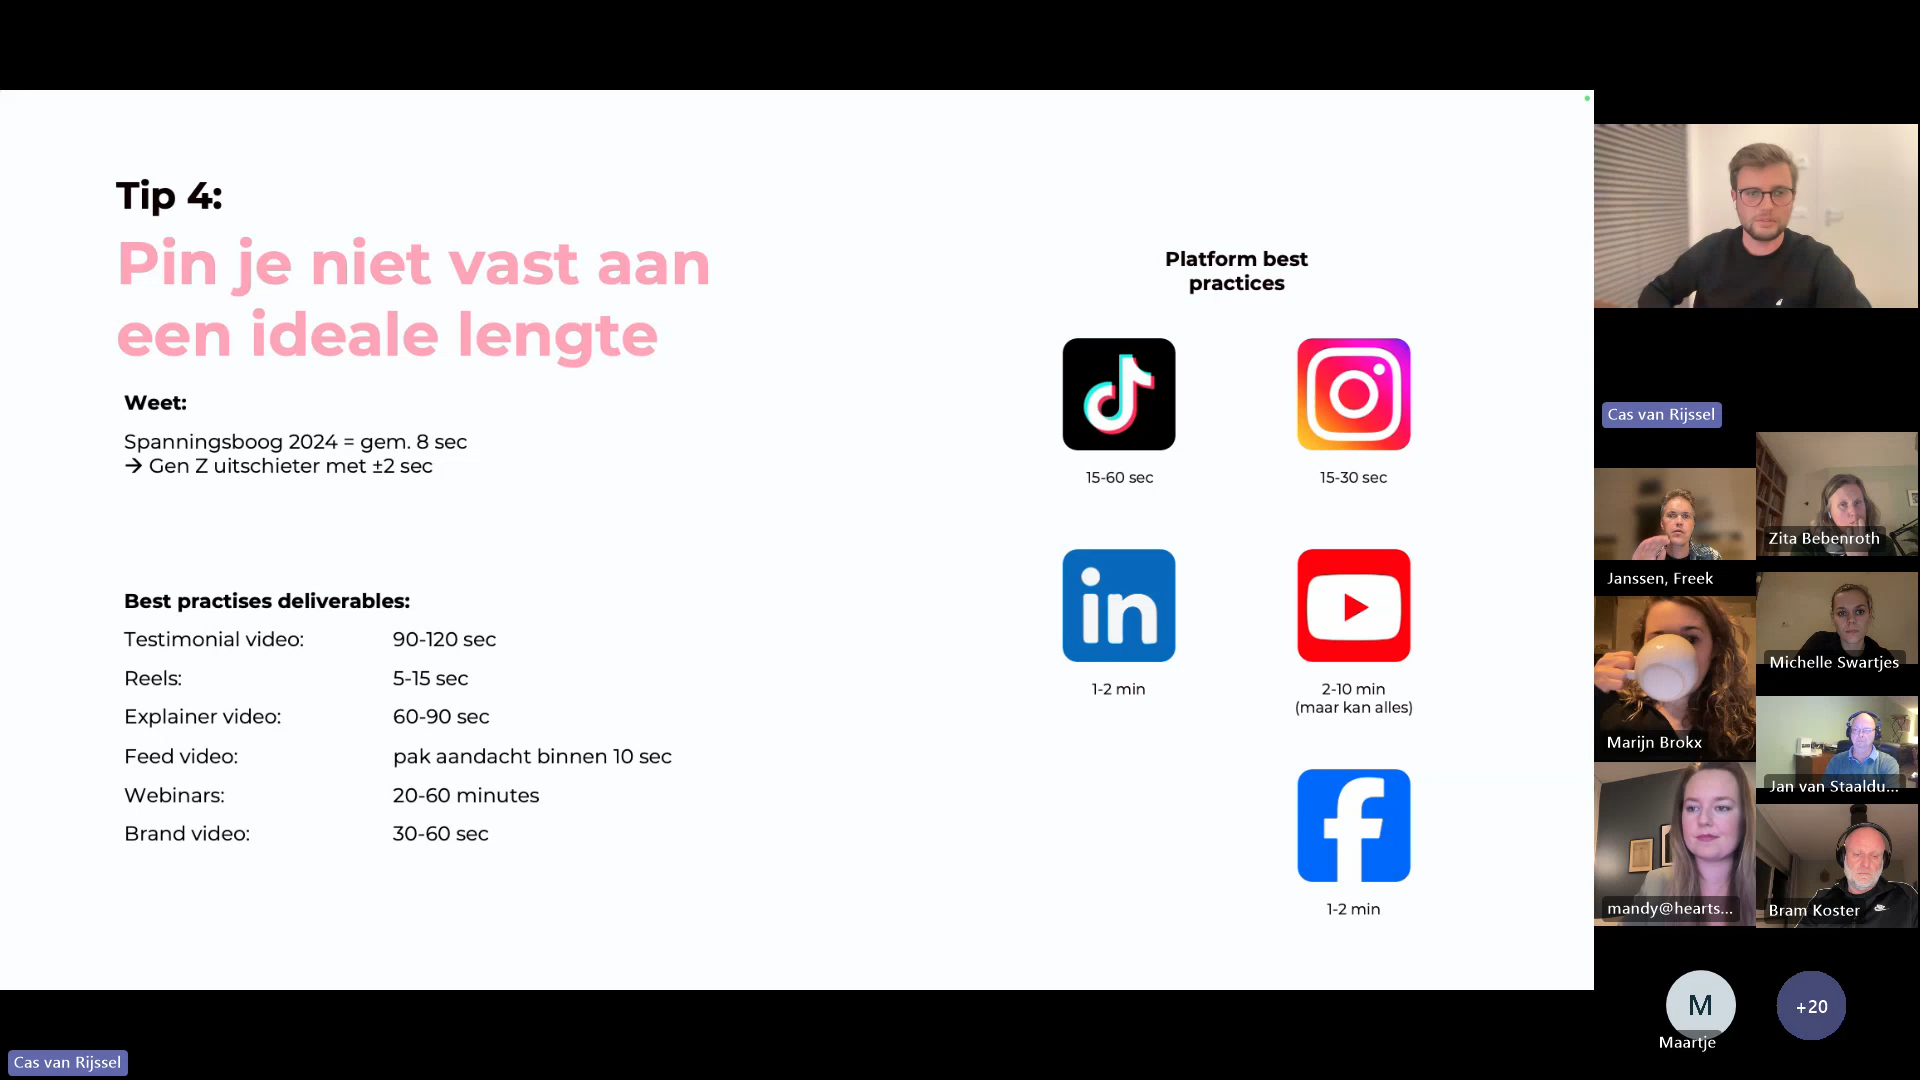 Tip 4:
Pin je niet vast aan
een ideale lengte
Weet:
Spanningsboog 2024 = gem. 8 sec
→ Gen Z uitschieter met ±2 sec
Best practises deliverables:
Testimonial video: 90-120 sec
Reels: 5-15 sec
Explainer video: 60-90 sec
Feed video: pak aandacht binnen 10 sec
Webinars: 20-60 minutes
Brand video: 30-60 sec
Platform best
practices
15-60 sec
15-30 sec
in
1-2 min
2-10 min
(maar kan alles)
f
1-2 min
Cas van Rijssel
Janssen, Freek
Zita Bebenroth
Marijn Brokx
Michelle Swartjes
Jan van Staaldu...
mandy@hearts...
Bram Koster
M
Maartje
+20
Cas van Rijssel